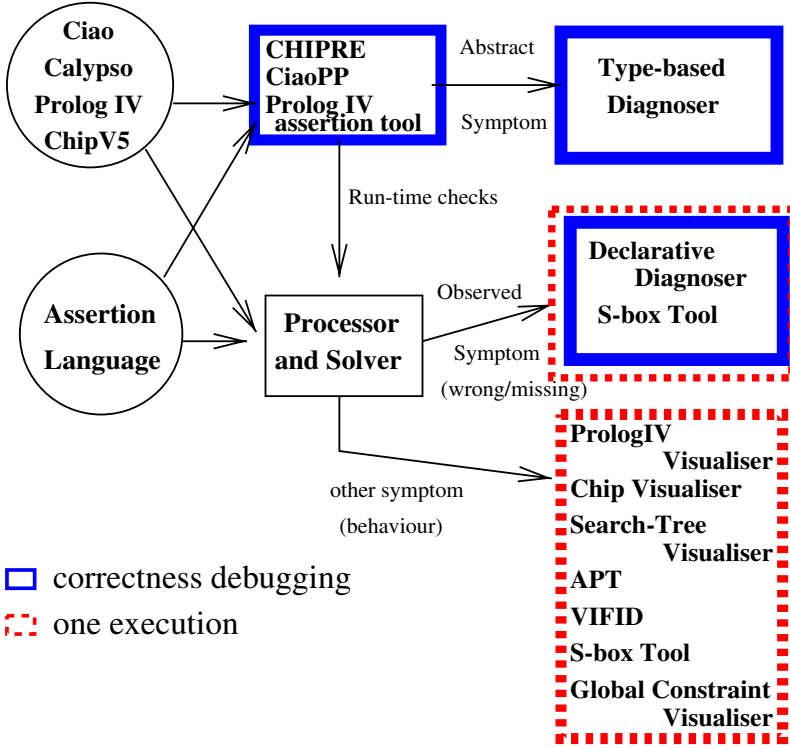 Ciao
Calypso
Prolog IV
ChipV5
CHIPRE
CiaoPP
Prolog IV
assertion tool
Abstract
Symptom
Type-based
Diagnoser
Run-time checks
Assertion
Language
Processor
and Solver
Observed
Symptom
(wrong/missing)
Declarative
Diagnoser
S-box Tool
other symptom
(behaviour)
PrologIV
Visualiser
Chip Visualiser
Search-Tree
Visualiser
APT
VIFID
S-box Tool
Global Constraint
Visualiser
correctness debugging
one execution